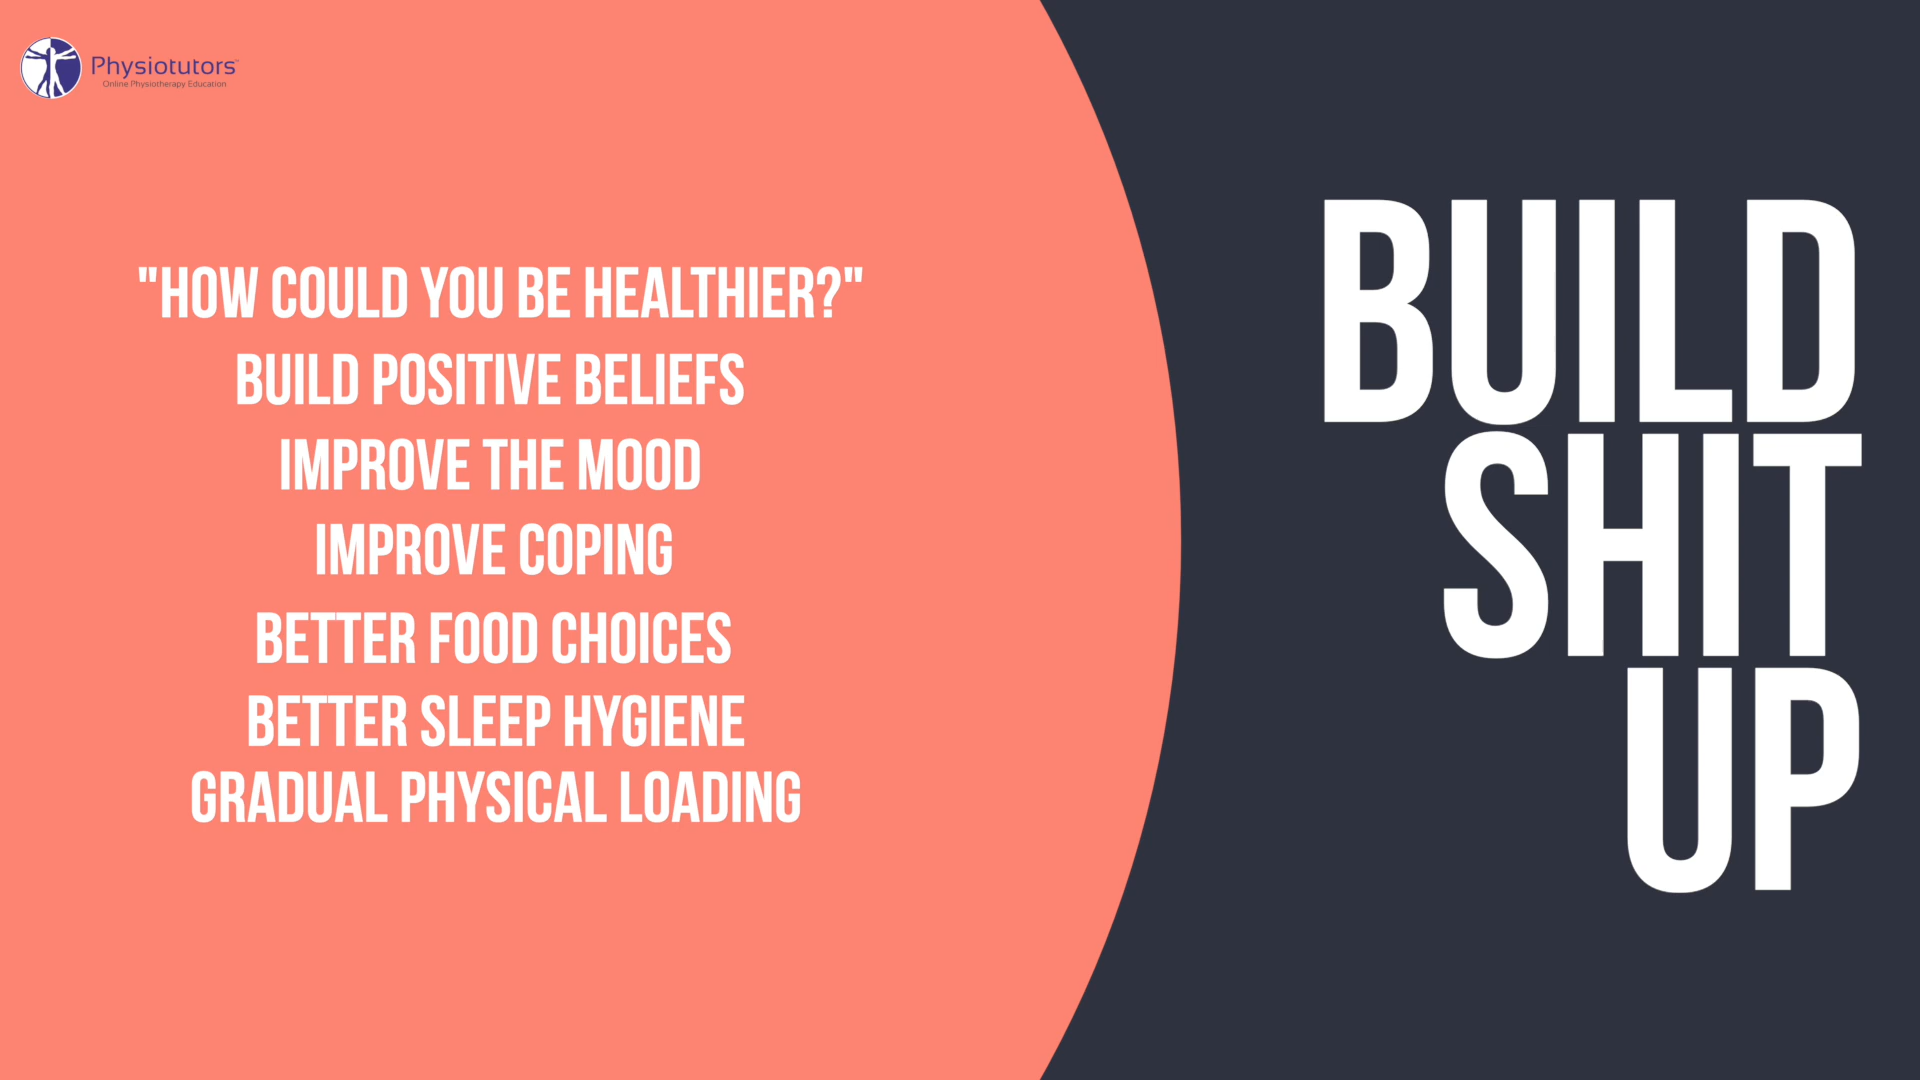 Physiotutors
Online Physiotherapy Education
"HOW COULD YOU BE HEALTHIER?"
BUILD POSITIVE BELIEFS
IMPROVE THE MOOD
IMPROVE COPING
BETTER FOOD CHOICES
BETTER SLEEP HYGIENE
GRADUAL PHYSICAL LOADING
BUILD
SHIT
UP